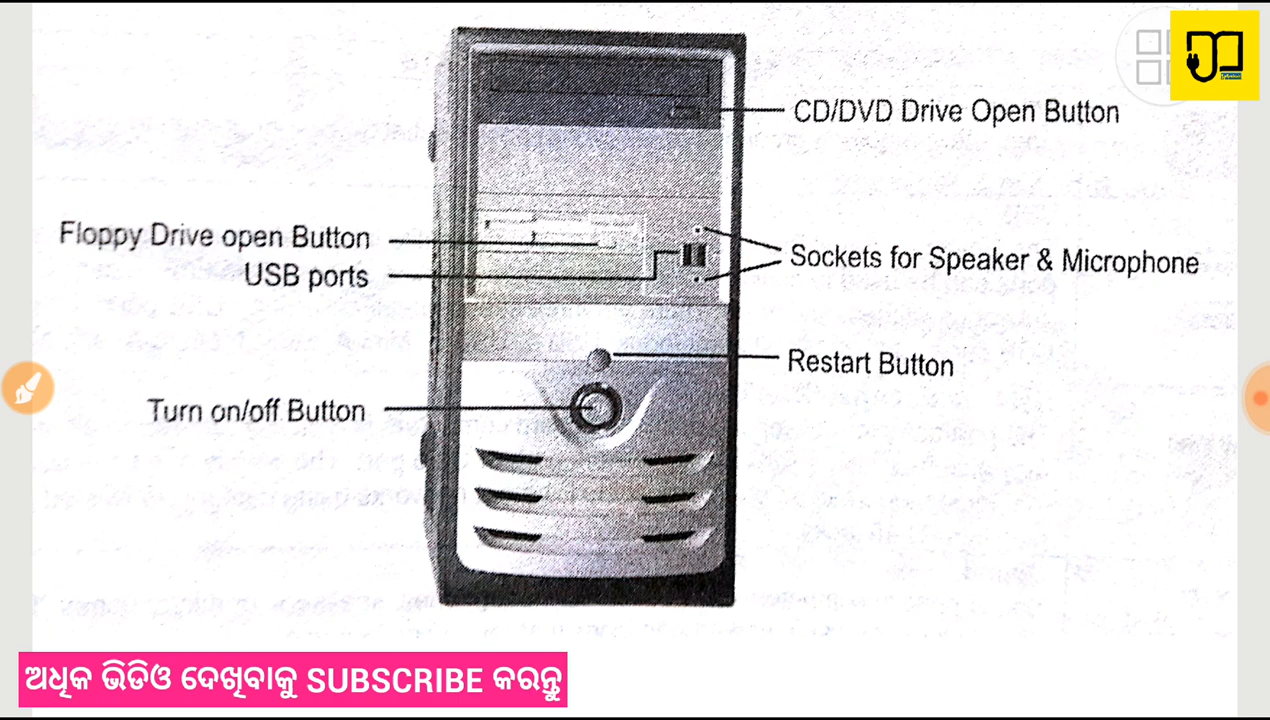 CD/DVD Drive Open Button
Floppy Drive open Button
USB ports
Sockets for Speaker & Microphone
Restart Button
Turn on/off Button
ଅଧିକ ଭିଡିଓ ଦେଖିବାକୁ SUBSCRIBE କରନ୍ତୁ